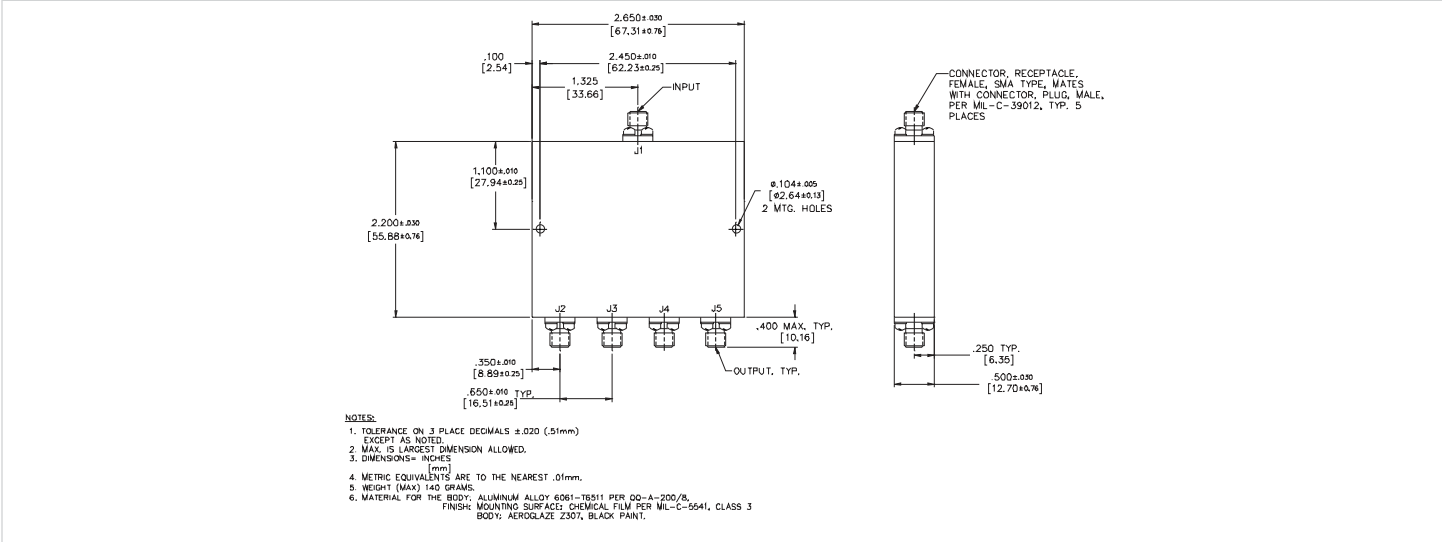 2.650±.030
[67.31±0.76]
.100
[2.54]
2.450±.010
[62.23±0.25]
1.325
[33.66]
INPUT
J1
1.100±.010
[27.94±0.25]
2.200±.030
[55.88±0.76]
ø.104±.005
[ø2.64±0.13]
2 MTG. HOLES
J2
J3
J4
J5
.400 MAX. TYP.
[10.16]
.350±.010
[8.89±0.25]
.650±.010 TYP.
[16.51±0.25]
OUTPUT, TYP.
CONNECTOR, RECEPTACLE,
FEMALE, SMA TYPE, MATES
WITH CONNECTOR, PLUG, MALE,
PER MIL-C-39012, TYP. 5
PLACES
.250 TYP.
[6.35]
.500±.030
[12.70±0.76]
NOTES:
1. TOLERANCE ON 3 PLACE DECIMALS ±.020 (.51mm)
EXCEPT AS NOTED.
2. MAX. IS LARGEST DIMENSION ALLOWED.
3. DIMENSIONS= INCHES
[mm]
4. METRIC EQUIVALENTS ARE TO THE NEAREST .01mm.
5. WEIGHT (MAX) 140 GRAMS.
6. MATERIAL FOR THE BODY: ALUMINUM ALLOY 6061-T6511 PER QQ-A-200/8.
FINISH: MOUNTING SURFACE; CHEMICAL FILM PER MIL-C-5541, CLASS 3
BODY; AEROGLAZE Z307, BLACK PAINT.